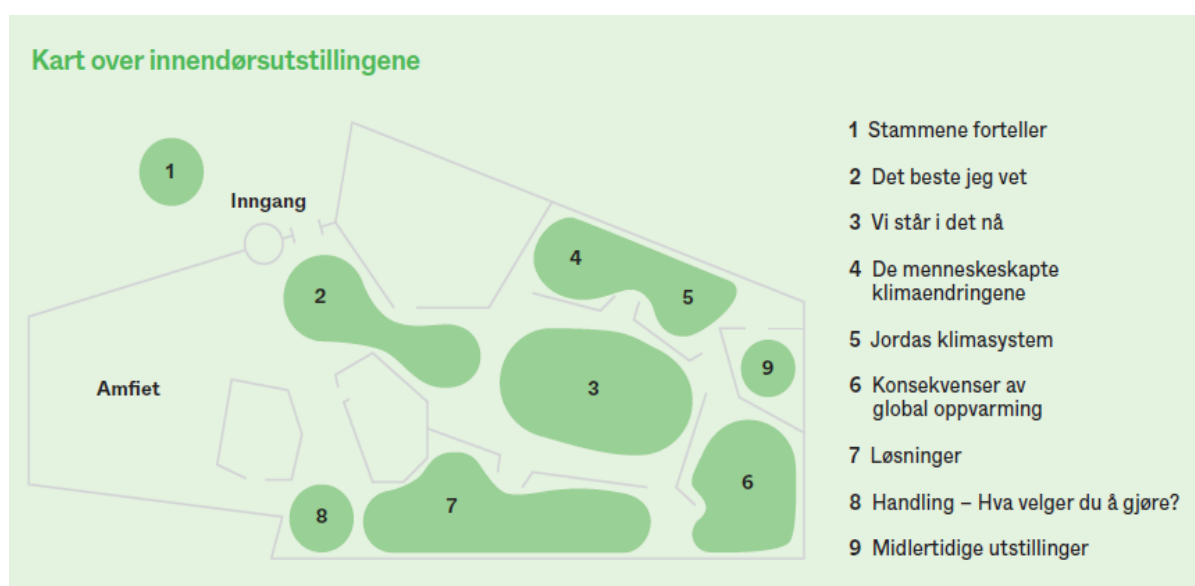 Kart over innendørsutstillingene
1
Inngang
2
4
5
Amfiet
3
9
6
7
8
1 Stammene forteller
2 Det beste jeg vet
3 Vi står i det nå
4 De menneskeskapte
klimaendringene
5 Jordas klimasystem
6 Konsekvenser av
global oppvarming
7 Løsninger
8 Handling – Hva velger du å gjøre?
9 Midlertidige utstillinger